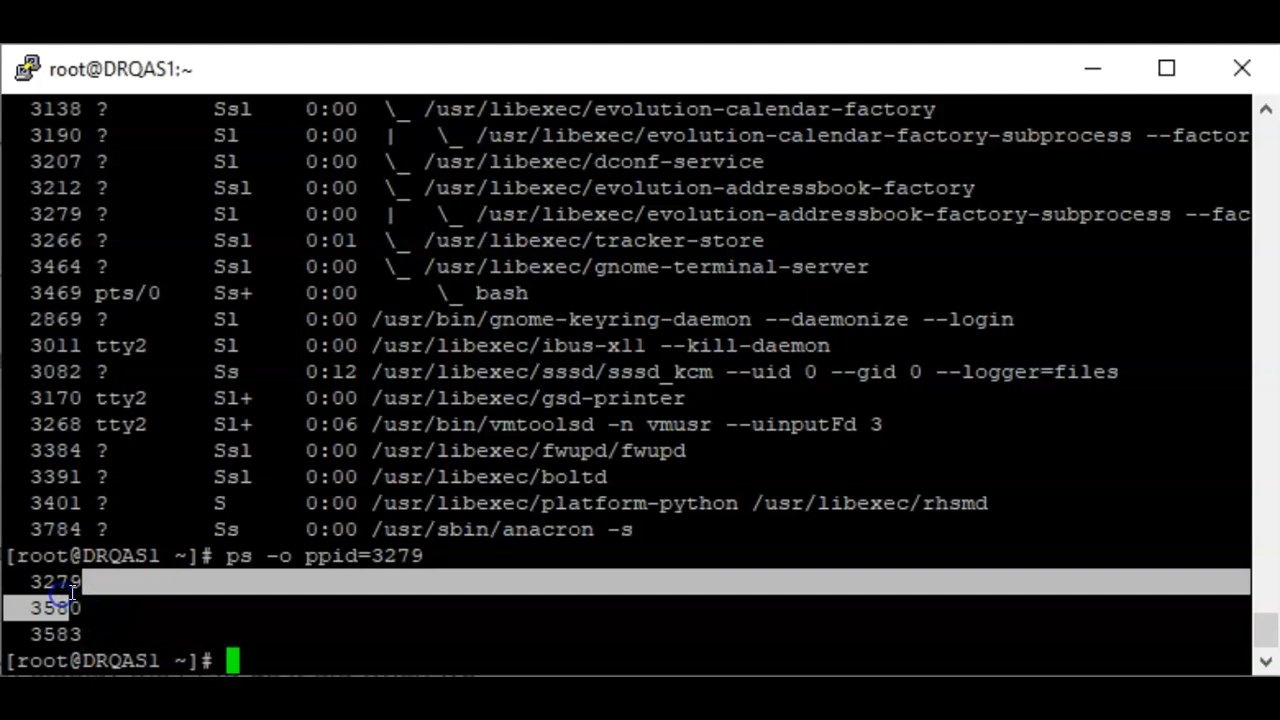 root@DRQAS1:~
3138 ? Ssl 0:00 \_ /usr/libexec/evolution-calendar-factory
3190 ? Sl 0:00 | \_ /usr/libexec/evolution-calendar-factory-subprocess --factor
3207 ? Sl 0:00 \_ /usr/libexec/dconf-service
3212 ? Ssl 0:00 \_ /usr/libexec/evolution-addressbook-factory
3279 ? Sl 0:00 | \_ /usr/libexec/evolution-addressbook-factory-subprocess --fac
3266 ? Ssl 0:01 \_ /usr/libexec/tracker-store
3464 ? Ssl 0:00 \_ /usr/libexec/gnome-terminal-server
3469 pts/0 Ss+ 0:00 \_ bash
2869 ? Sl 0:00 /usr/bin/gnome-keyring-daemon --daemonize --login
3011 tty2 Sl 0:00 /usr/libexec/ibus-x11 --kill-daemon
3082 ? Ss 0:12 /usr/libexec/sssd/sssd_kcm --uid 0 --gid 0 --logger=files
3170 tty2 Sl+ 0:00 /usr/libexec/gsd-printer
3268 tty2 Sl+ 0:06 /usr/bin/vmtoolsd -n vmusr --uinputFd 3
3384 ? Ssl 0:00 /usr/libexec/fwupd/fwupd
3391 ? Ssl 0:00 /usr/libexec/boltd
3401 ? S 0:00 /usr/libexec/platform-python /usr/libexec/rhsmd
3784 ? Ss 0:00 /usr/sbin/anacron -s
[root@DRQAS1 ~]# ps -o ppid=3279
3279
3580
3583
[root@DRQAS1 ~]#